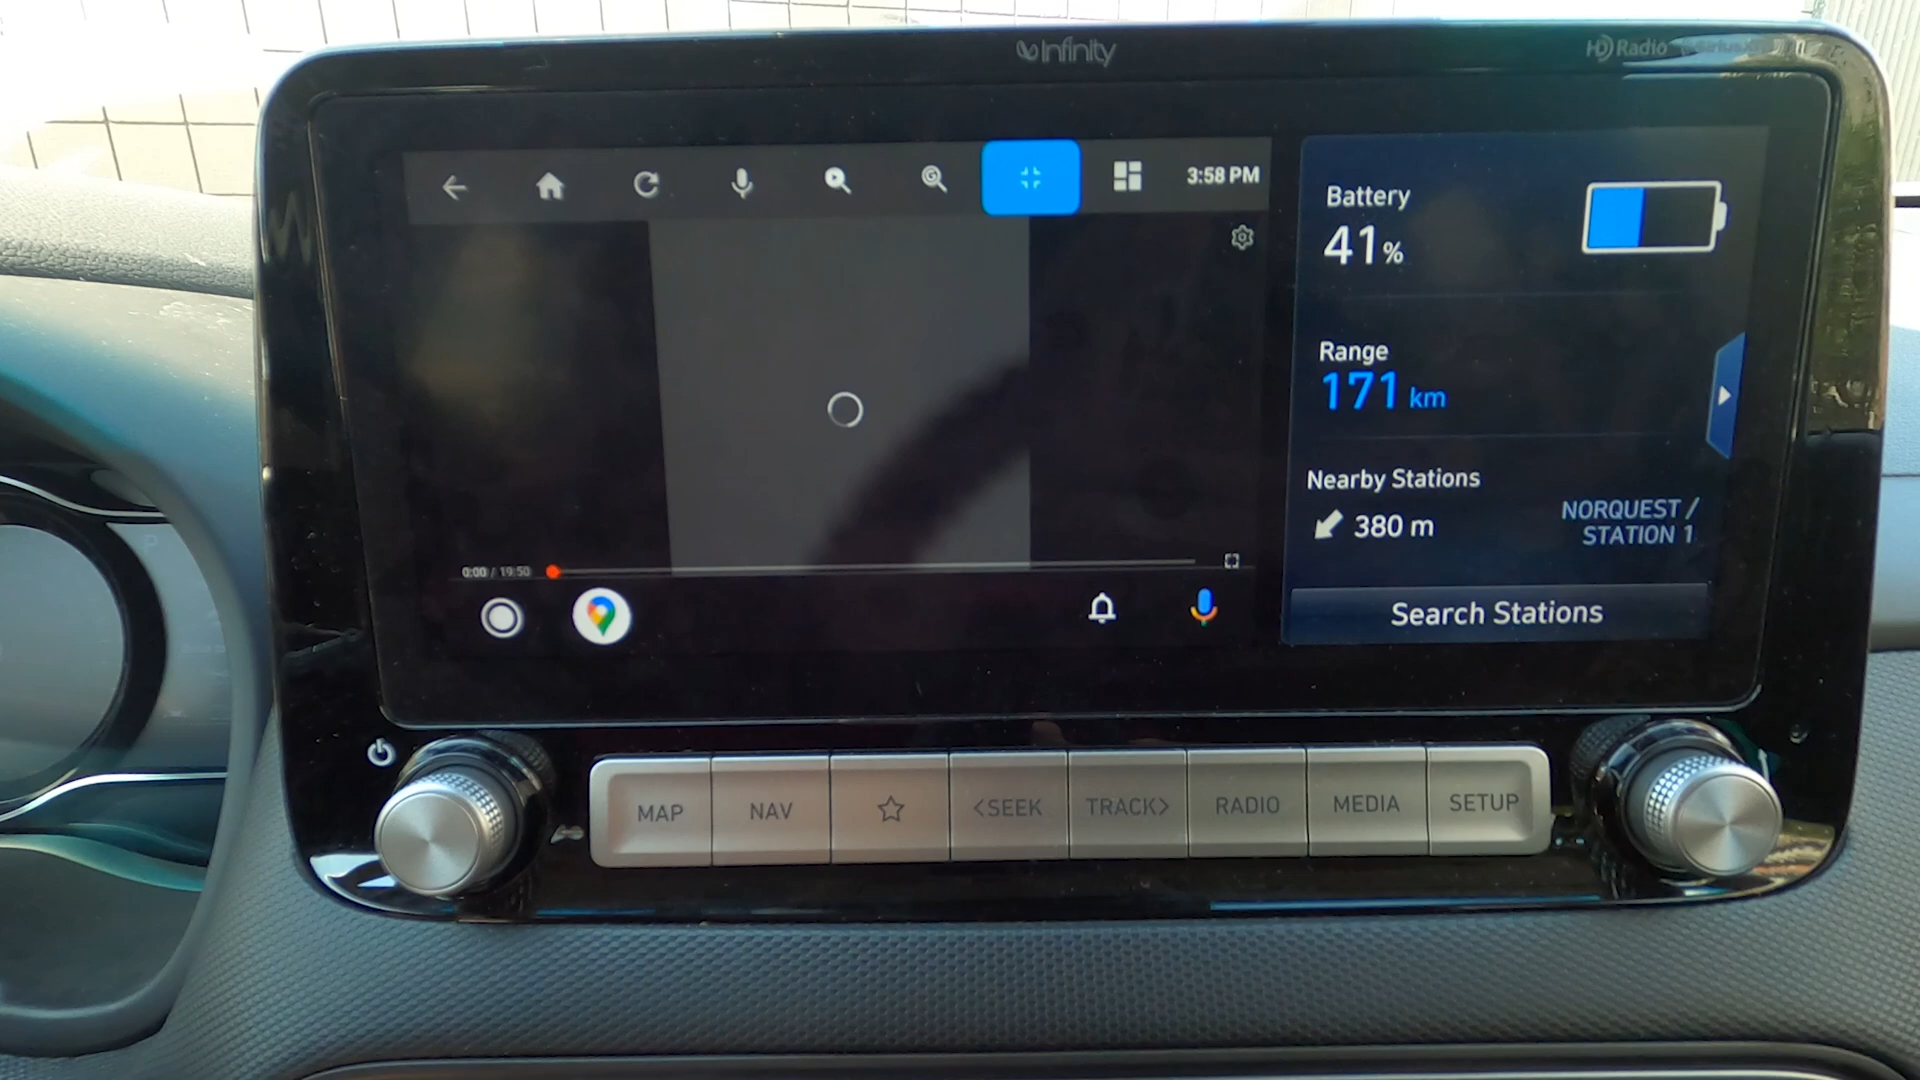 Infinity
HD Radio
3:58 PM
Battery
41%
Range
171 km
Nearby Stations
380 m
NORQUEST /
STATION 1
Search Stations
0:00 / 19:50
MAP
NAV
<SEEK
TRACK>
RADIO
MEDIA
SETUP